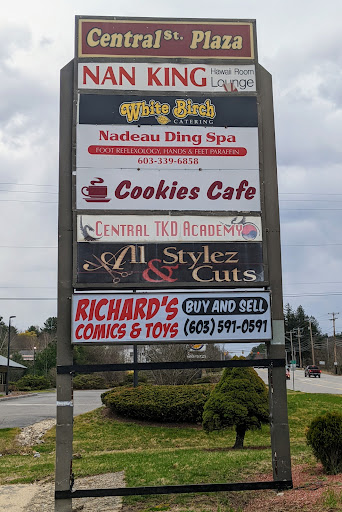 Central St. Plaza
NAN KING Hawaii Room Lounge
White Birch
CATERING
Nadeau Ding Spa
FOOT REFLEXOLOGY, HANDS & FEET PARAFFIN
603-339-6858
Cookies Cafe
CENTRAL TKD ACADEMY
All Stylez
& Cuts
RICHARD'S BUY AND SELL
COMICS & TOYS (603) 591-0591